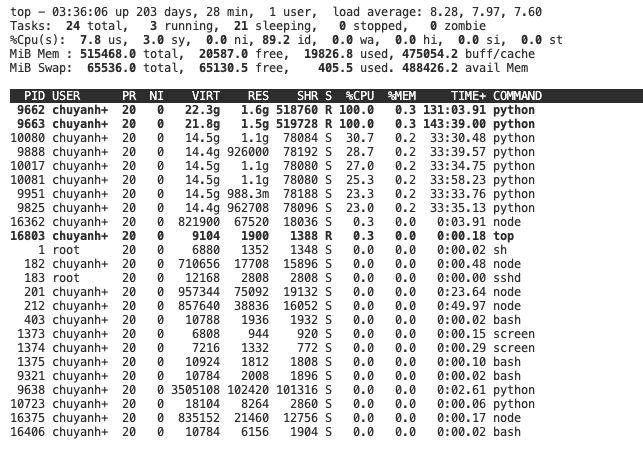 top - 03:36:06 up 203 days, 28 min,  1 user,  load average: 8.28, 7.97, 7.60
Tasks:  24 total,   3 running,  21 sleeping,   0 stopped,   0 zombie
%Cpu(s):  7.8 us,  3.0 sy,  0.0 ni, 89.2 id,  0.0 wa,  0.0 hi,  0.0 si,  0.0 st
MiB Mem : 515468.0 total,  20587.0 free,  19826.8 used, 475054.2 buff/cache
MiB Swap:  65536.0 total,  65130.5 free,    405.5 used. 488426.2 avail Mem
PID USER      PR  NI    VIRT    RES    SHR S  %CPU  %MEM     TIME+ COMMAND
9662 chuyanh+  20   0   22.3g   1.6g 518760 R 100.0   0.3 131:03.91 python
9663 chuyanh+  20   0   21.8g   1.5g 519728 R 100.0   0.3 143:39.00 python
10080 chuyanh+  20   0   14.5g   1.1g  78084 S  30.7   0.2  33:30.48 python
9888 chuyanh+  20   0   14.4g 926000  78192 S  28.7   0.2  33:39.57 python
10017 chuyanh+  20   0   14.5g   1.1g  78080 S  27.0   0.2  33:34.75 python
10081 chuyanh+  20   0   14.5g   1.1g  78080 S  25.3   0.2  33:58.23 python
9951 chuyanh+  20   0   14.5g 988.3m  78188 S  23.3   0.2  33:33.76 python
9825 chuyanh+  20   0   14.4g 962708  78096 S  23.0   0.2  33:35.13 python
16362 chuyanh+  20   0  821900  67520  18036 S   0.3   0.0   0:03.91 node
16803 chuyanh+  20   0    9104   1900   1388 R   0.3   0.0   0:00.18 top
1 root      20   0    6880   1352   1348 S   0.0   0.0   0:00.02 sh
182 chuyanh+  20   0  710656  17708  15896 S   0.0   0.0   0:00.48 node
183 root      20   0   12168   2808   2808 S   0.0   0.0   0:00.00 sshd
201 chuyanh+  20   0  957344  75092  19132 S   0.0   0.0   0:23.64 node
212 chuyanh+  20   0  857640  38836  16052 S   0.0   0.0   0:49.97 node
403 chuyanh+  20   0   10788   1936   1932 S   0.0   0.0   0:00.02 bash
1373 chuyanh+  20   0    6808    944    920 S   0.0   0.0   0:00.15 screen
1374 chuyanh+  20   0    7216   1332    772 S   0.0   0.0   0:00.29 screen
1375 chuyanh+  20   0   10924   1812   1808 S   0.0   0.0   0:00.10 bash
9321 chuyanh+  20   0   10784   2008   1896 S   0.0   0.0   0:00.02 bash
9638 chuyanh+  20   0 3505108 102420 101316 S   0.0   0.0   0:02.61 python
10723 chuyanh+  20   0   18104   8264   2860 S   0.0   0.0   0:00.06 python
16375 chuyanh+  20   0  835152  21460  12756 S   0.0   0.0   0:00.17 node
16406 chuyanh+  20   0   10784   6156   1904 S   0.0   0.0   0:00.02 bash